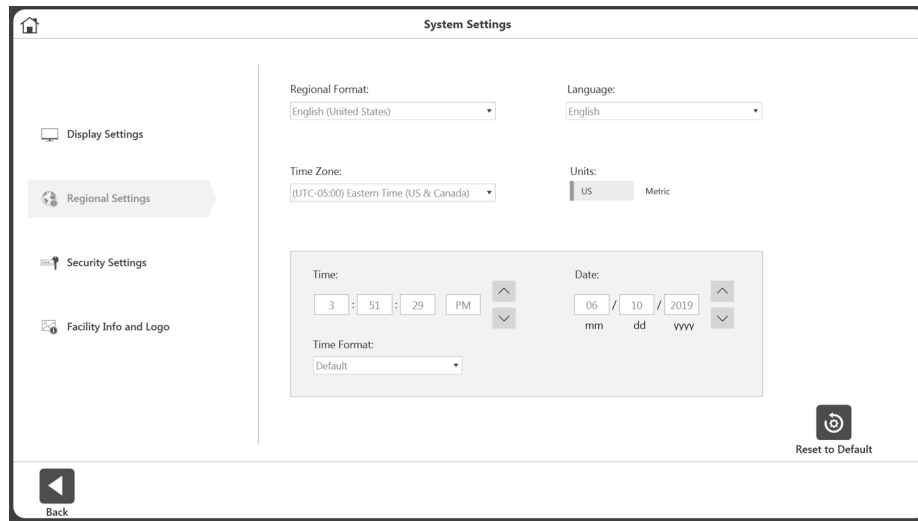 System Settings
Display Settings
Regional Settings
Security Settings
Facility Info and Logo
Regional Format:
English (United States)
Language:
English
Time Zone:
(UTC-05:00) Eastern Time (US & Canada)
Units:
US Metric
Time:
3 : 51 : 29 PM
Time Format:
Default
Date:
06 / 10 / 2019
mm dd yyyy
Reset to Default
Back